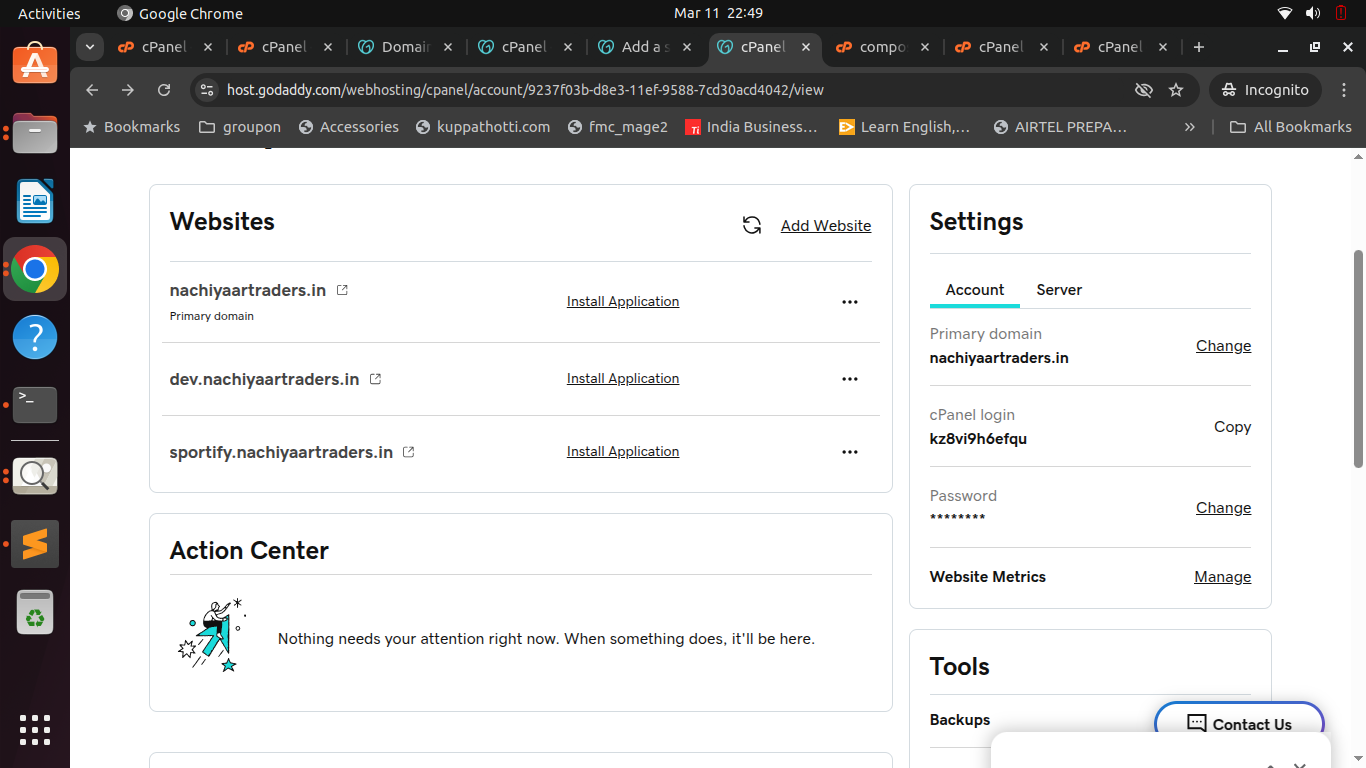 Activities
Google Chrome
Mar 11 22:49
cPanel
cPanel
Domain
cPanel
Add a s
cPanel
compo
cPanel
cPanel
host.godaddy.com/webhosting/cpanel/account/9237f03b-d8e3-11ef-9588-7cd30acd4042/view
Incognito
Bookmarks
groupon
Accessories
kuppathotti.com
fmc_mage2
India Business…
Learn English,…
AIRTEL PREPA…
»
All Bookmarks
Websites
Add Website
nachiyaartraders.in
Primary domain
Install Application
dev.nachiyaartraders.in
Install Application
sportify.nachiyaartraders.in
Install Application
Action Center
Nothing needs your attention right now. When something does, it'll be here.
Settings
Account
Server
Primary domain
nachiyaartraders.in
Change
cPanel login
kz8vi9h6efqu
Copy
Password
********
Change
Website Metrics
Manage
Tools
Backups
Contact Us